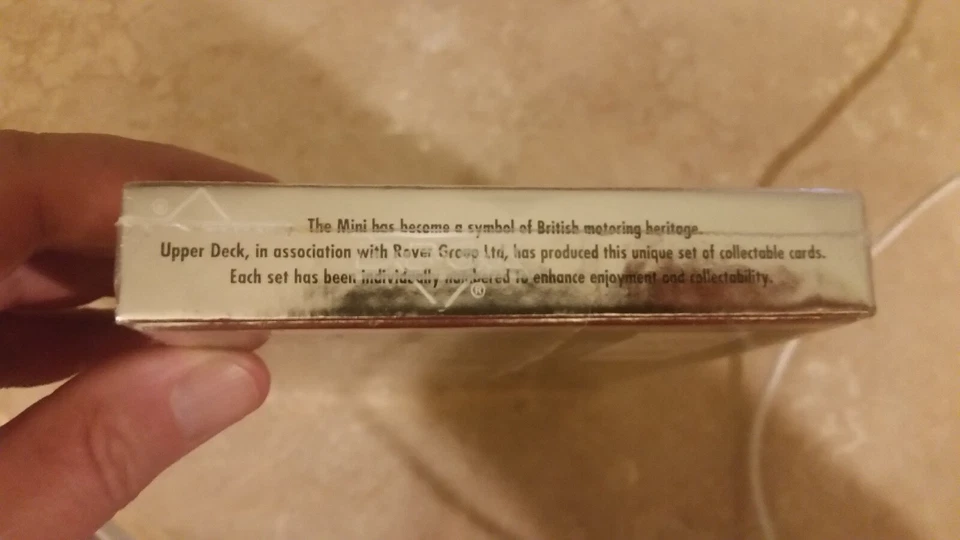 The Mini has become a symbol of British motoring heritage.
Upper Deck, in association with Rover Group Ltd, has produced this unique set of collectable cards.
Each set has been individually numbered to enhance enjoyment and collectability.
®
®